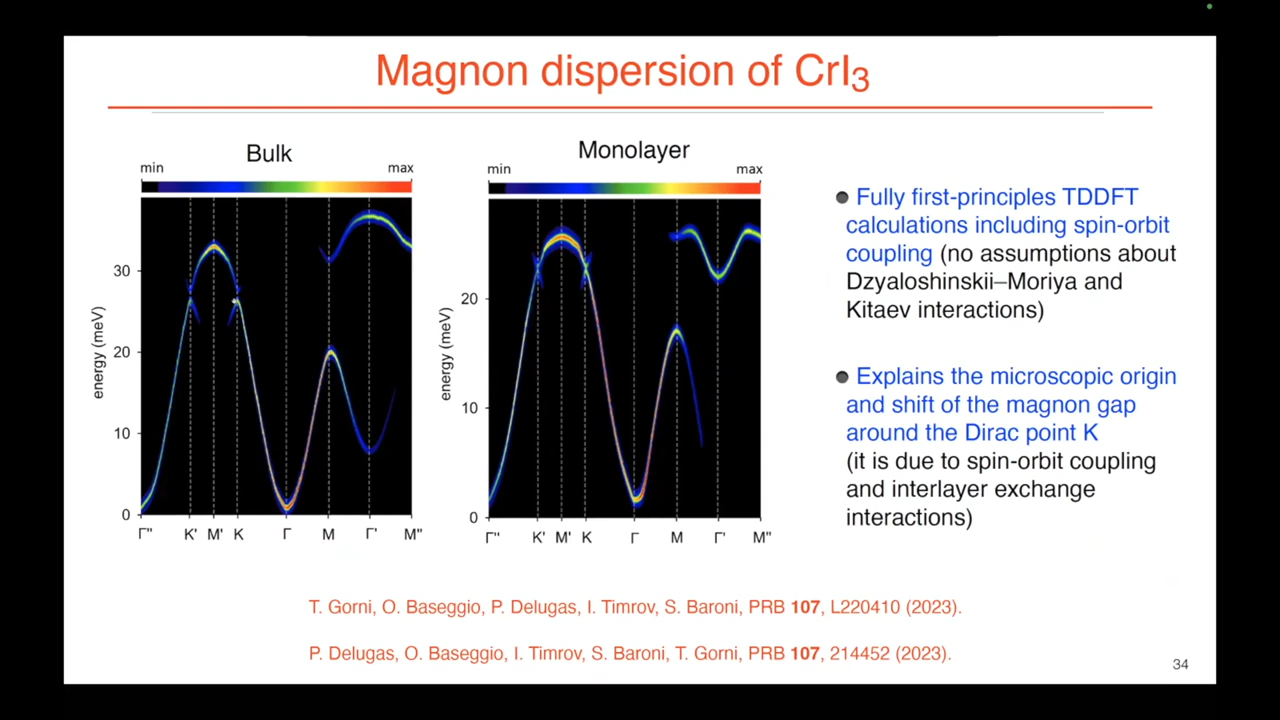 Magnon dispersion of CrI₃
Bulk
min max
energy (meV)
30
20
10
0
Γ'' K' M' K Γ M Γ' M''
Monolayer
min max
energy (meV)
20
10
0
Γ'' K' M' K Γ M Γ' M''
● Fully first-principles TDDFT
calculations including spin-orbit
coupling (no assumptions about
Dzyaloshinskii–Moriya and
Kitaev interactions)
● Explains the microscopic origin
and shift of the magnon gap
around the Dirac point K
(it is due to spin-orbit coupling
and interlayer exchange
interactions)
T. Gorni, O. Baseggio, P. Delugas, I. Timrov, S. Baroni, PRB 107, L220410 (2023).
P. Delugas, O. Baseggio, I. Timrov, S. Baroni, T. Gorni, PRB 107, 214452 (2023).
34